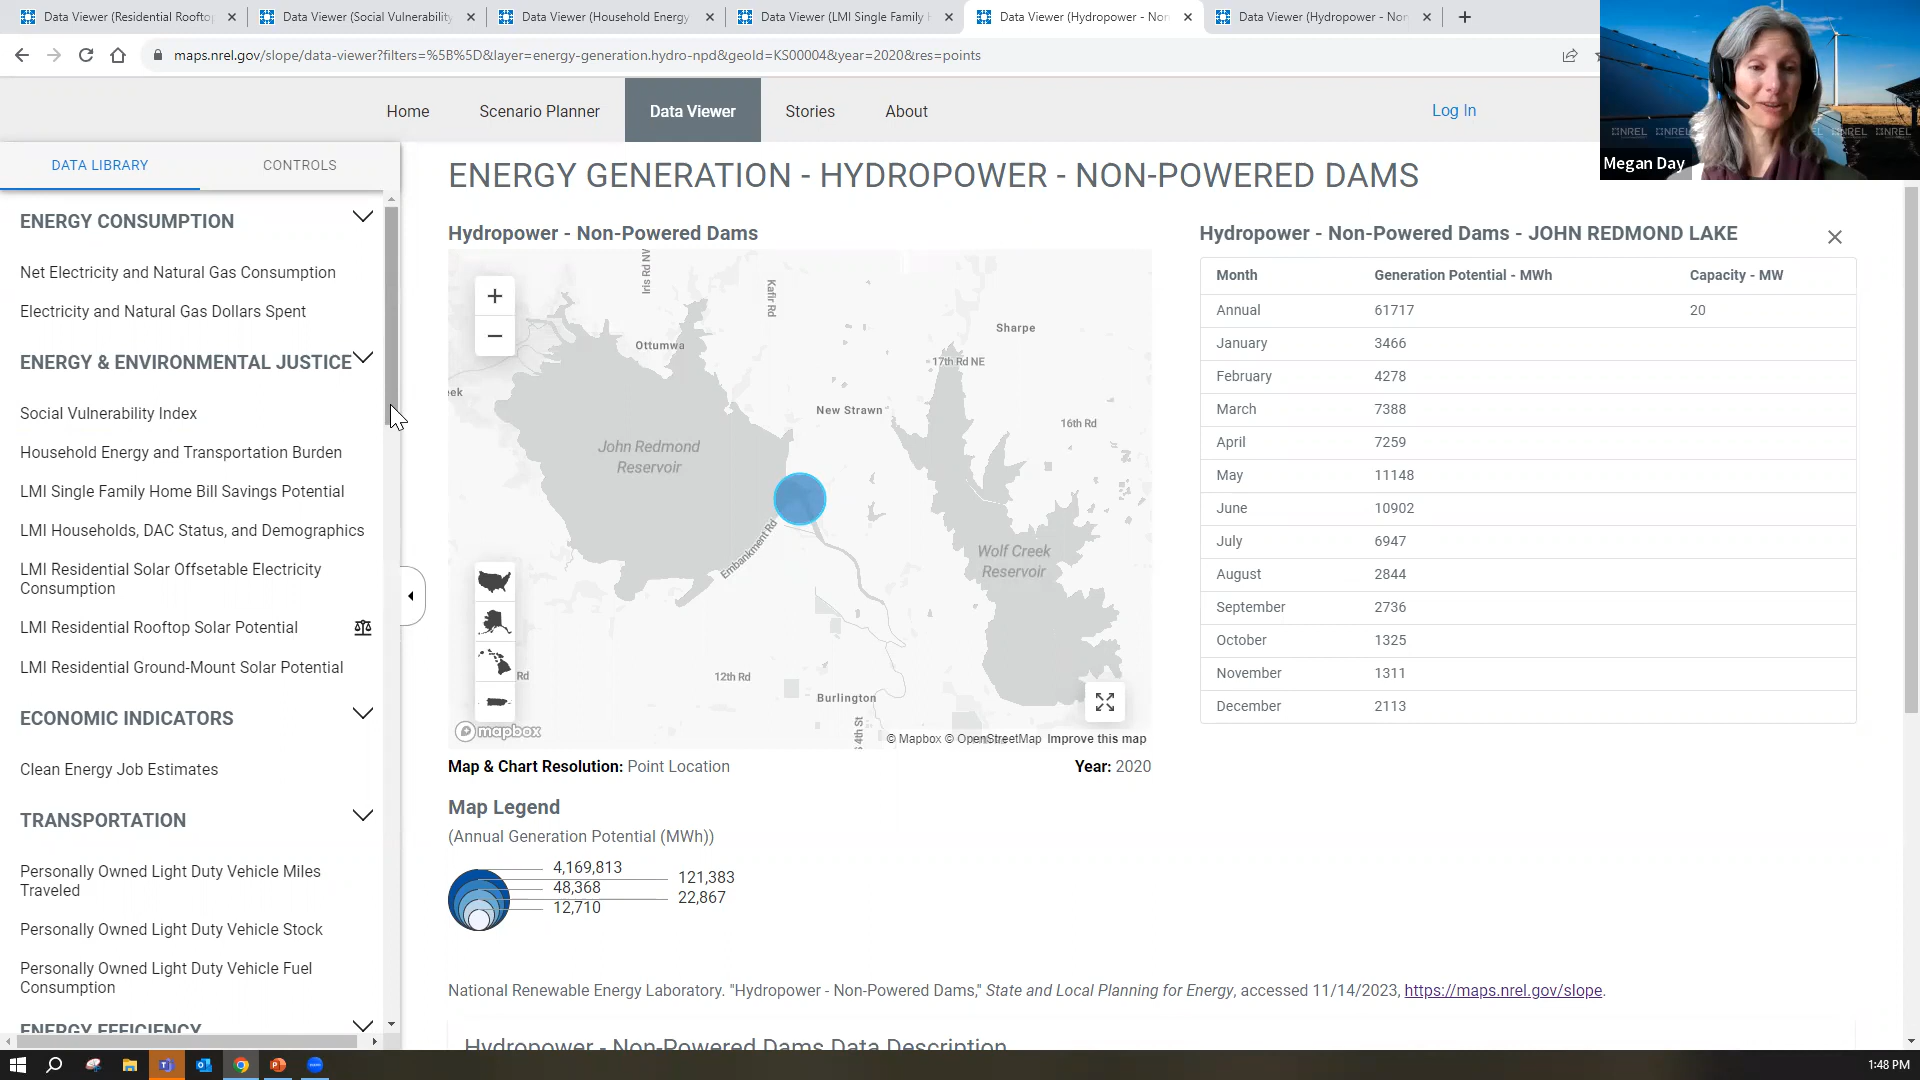 Data Viewer (Residential Roofto
Data Viewer (Social Vulnerability
Data Viewer (Household Energy
Data Viewer (LMI Single Family H
Data Viewer (Hydropower - Non
Data Viewer (Hydropower - Non
maps.nrel.gov/slope/data-viewer?filters=%5B%5D&layer=energy-generation.hydro-npd&geoId=KS00004&year=2020&res=points
Home
Scenario Planner
Data Viewer
Stories
About
Log In
NREL NREL NREL NREL
Megan Day
DATA LIBRARY
CONTROLS
ENERGY CONSUMPTION
Net Electricity and Natural Gas Consumption
Electricity and Natural Gas Dollars Spent
ENERGY & ENVIRONMENTAL JUSTICE
Social Vulnerability Index
Household Energy and Transportation Burden
LMI Single Family Home Bill Savings Potential
LMI Households, DAC Status, and Demographics
LMI Residential Solar Offsetable Electricity
Consumption
LMI Residential Rooftop Solar Potential
LMI Residential Ground-Mount Solar Potential
ECONOMIC INDICATORS
Clean Energy Job Estimates
TRANSPORTATION
Personally Owned Light Duty Vehicle Miles
Traveled
Personally Owned Light Duty Vehicle Stock
Personally Owned Light Duty Vehicle Fuel
Consumption
ENERGY EFFICIENCY
ENERGY GENERATION - HYDROPOWER - NON-POWERED DAMS
Hydropower - Non-Powered Dams
Iris Rd NW
Kafir Rd
Sharpe
Ottumwa
17th Rd NE
eek
New Strawn
16th Rd
John Redmond
Reservoir
Embankment Rd
Wolf Creek
Reservoir
Rd
12th Rd
Burlington
S 4th St
mapbox
© Mapbox © OpenStreetMap Improve this map
Map & Chart Resolution: Point Location
Year: 2020
Map Legend
(Annual Generation Potential (MWh))
4,169,813
121,383
48,368
22,867
12,710
Hydropower - Non-Powered Dams - JOHN REDMOND LAKE
Month Generation Potential - MWh Capacity - MW
Annual 61717 20
January 3466
February 4278
March 7388
April 7259
May 11148
June 10902
July 6947
August 2844
September 2736
October 1325
November 1311
December 2113
National Renewable Energy Laboratory. "Hydropower - Non-Powered Dams," State and Local Planning for Energy, accessed 11/14/2023, https://maps.nrel.gov/slope.
Hydropower - Non-Powered Dams Data Description
1:48 PM